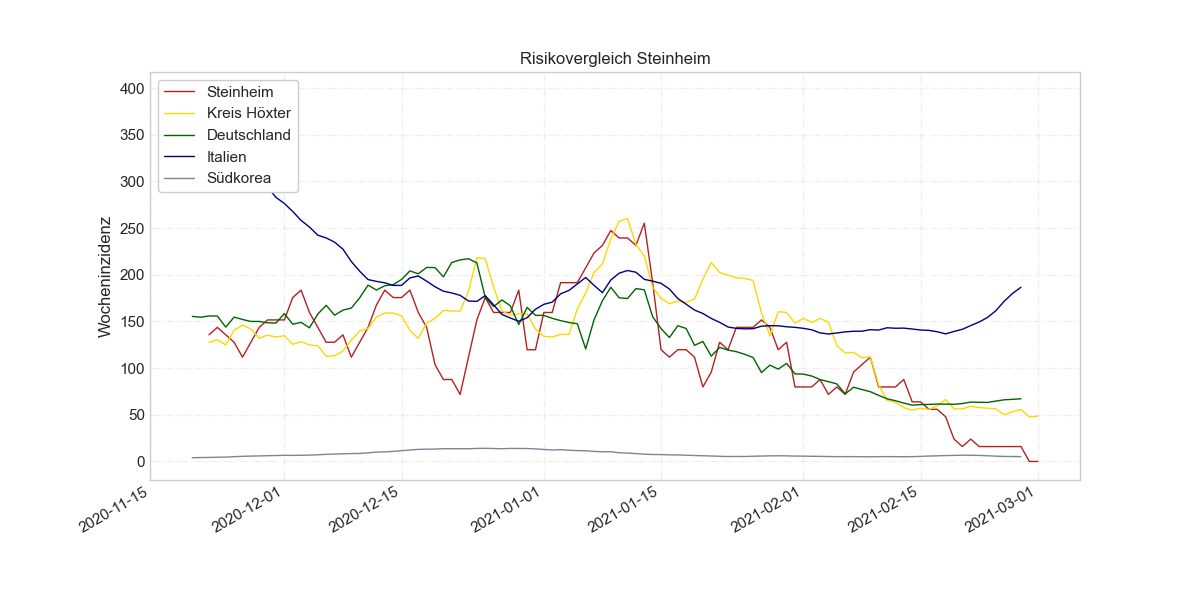 Risikovergleich Steinheim
Steinheim
Kreis Höxter
Deutschland
Italien
Südkorea
Wocheninzidenz
400
350
300
250
200
150
100
50
0
2020-11-15
2020-12-01
2020-12-15
2021-01-01
2021-01-15
2021-02-01
2021-02-15
2021-03-01